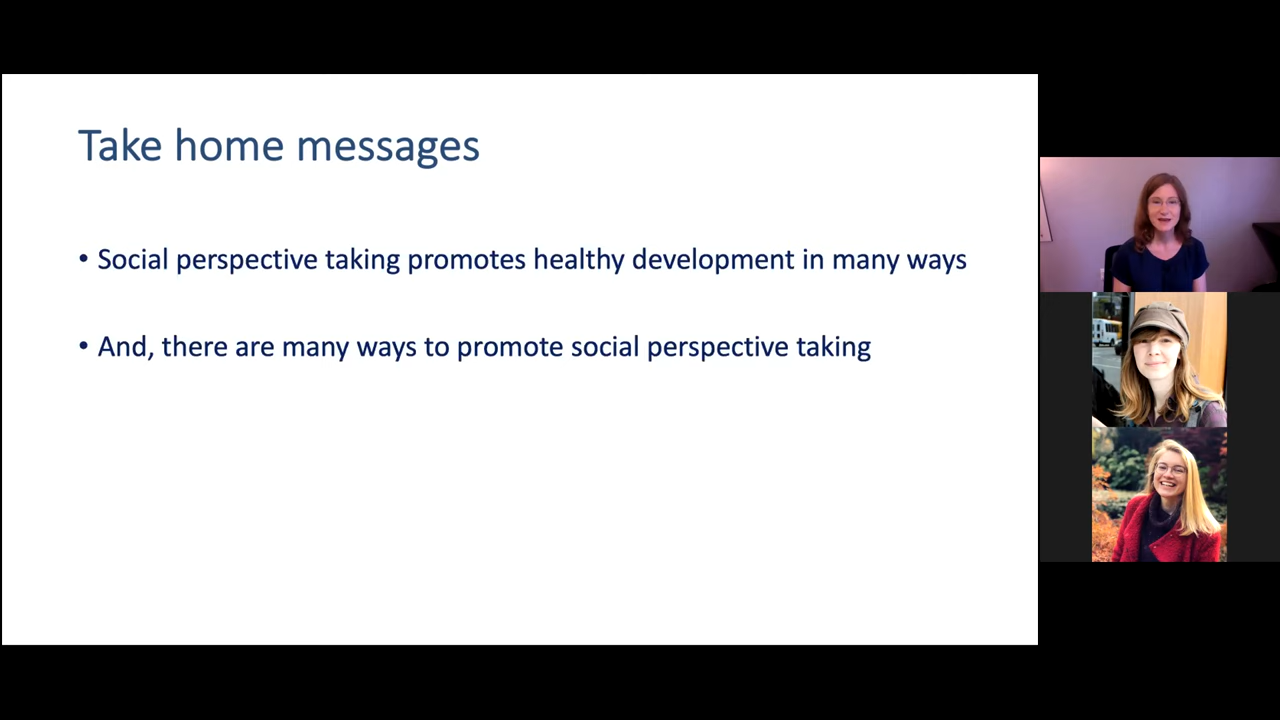 Take home messages
• Social perspective taking promotes healthy development in many ways
• And, there are many ways to promote social perspective taking